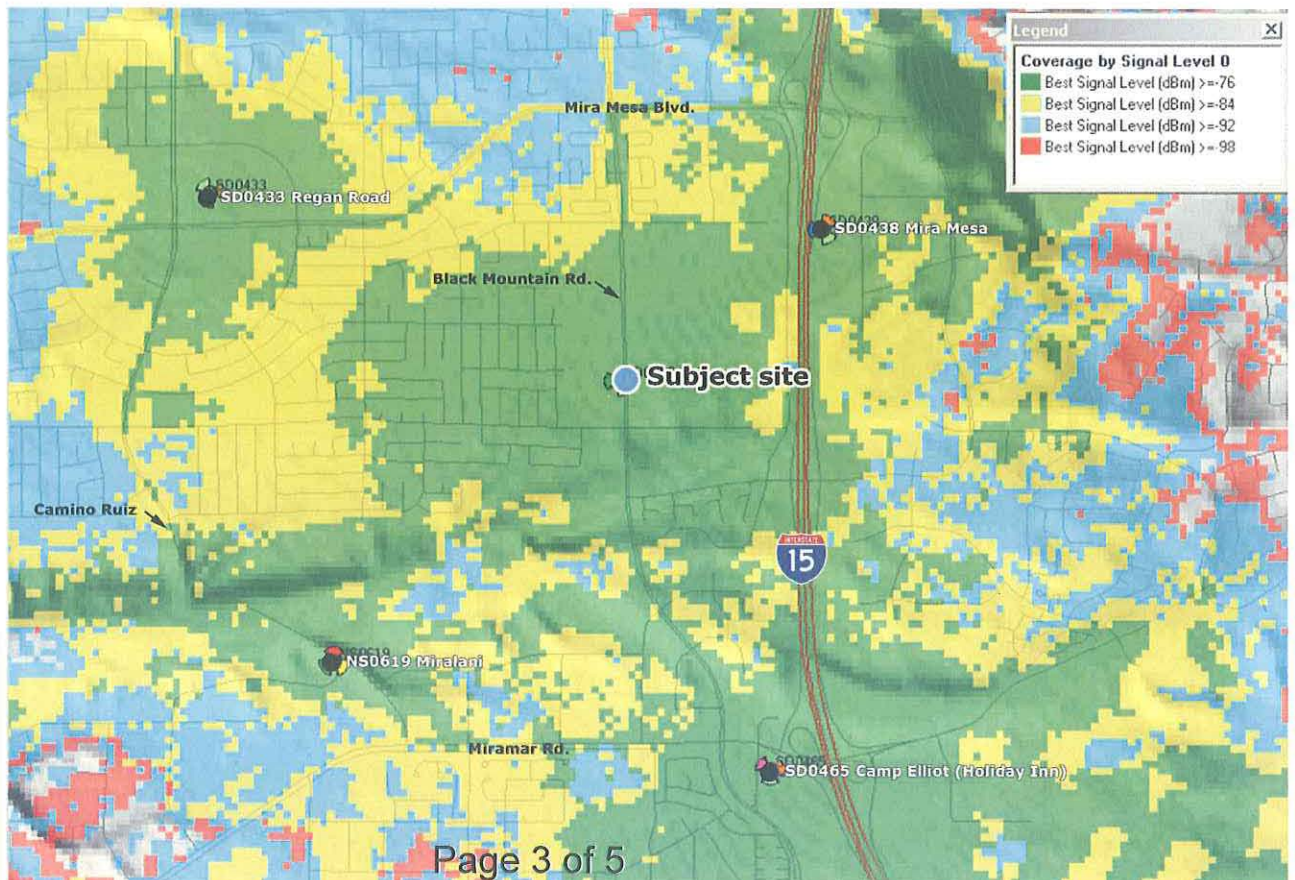 Legend
Coverage by Signal Level 0
Best Signal Level (dBm) >=-76
Best Signal Level (dBm) >=-84
Best Signal Level (dBm) >=-92
Best Signal Level (dBm) >=-98
Mira Mesa Blvd.
SD0433
SD0433 Regan Road
SD0438 Mira Mesa
Black Mountain Rd.
Subject site
Camino Ruiz
INTERSTATE
15
NS0619
NS0619 Miralani
Miramar Rd.
SD0465
SD0465 Camp Elliot (Holiday Inn)
Page 3 of 5